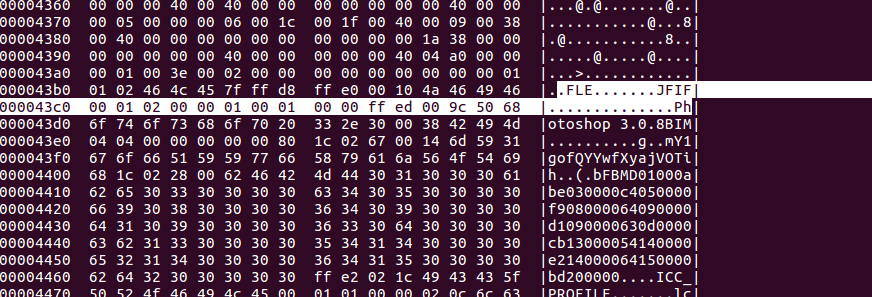 00004360 00 00 00 40 00 40 00 00 00 00 00 00 00 40 00 00 |...@.@.......@..
00004370 00 05 00 00 00 06 00 1c 00 1f 00 40 00 09 00 38 |...........@...8|
00004380 00 40 00 00 00 00 00 00 00 00 00 00 1a 38 00 00 |.@...........8..|
00004390 00 00 00 00 00 40 00 00 00 00 00 40 04 a0 00 00 |.....@.....@....|
000043a0 00 01 00 3e 00 02 00 00 00 00 00 00 00 00 00 01 |...>............|
000043b0 01 02 46 4c 45 7f ff d8 ff e0 00 10 4a 46 49 46 |..FLE.......JFIF|
000043c0 00 01 02 00 00 01 00 01 00 00 ff ed 00 9c 50 68 |..............Ph|
000043d0 6f 74 6f 73 68 6f 70 20 33 2e 30 00 38 42 49 4d |otoshop 3.0.8BIM|
000043e0 04 04 00 00 00 00 00 80 1c 02 67 00 14 6d 59 31 |..........g..mY1|
000043f0 67 6f 66 51 59 59 77 66 58 79 61 6a 56 4f 54 69 |gofQYYwfXyajVOTi|
00004400 68 1c 02 28 00 62 46 42 4d 44 30 31 30 30 30 61 |h..(.bFBMD01000a|
00004410 62 65 30 33 30 30 30 30 63 34 30 35 30 30 30 30 |be030000c4050000|
00004420 66 39 30 38 30 30 30 30 36 34 30 39 30 30 30 30 |f908000064090000|
00004430 64 31 30 39 30 30 30 30 36 33 30 64 30 30 30 30 |d1090000630d0000|
00004440 63 62 31 33 30 30 30 30 35 34 31 34 30 30 30 30 |cb13000054140000|
00004450 65 32 31 34 30 30 30 30 36 34 31 35 30 30 30 30 |e214000064150000|
00004460 62 64 32 30 30 30 30 30 ff e2 02 1c 49 43 43 5f |bd200000....ICC_|
00004470 50 52 4f 46 49 4c 45 00 01 01 00 00 02 0c 6c 63 |PROFILE.......lc|